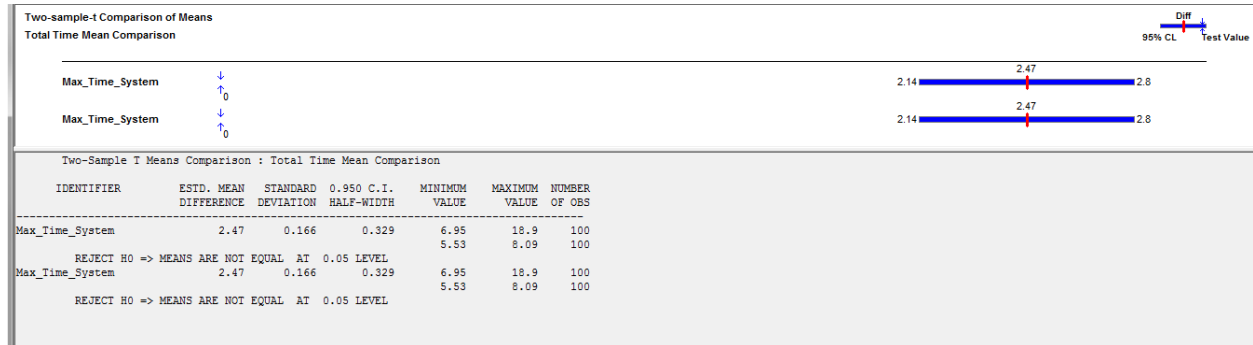 Two-sample-t Comparison of Means
Total Time Mean Comparison
Diff
95% CL Test Value
Max_Time_System 0 2.14 2.47 2.8
Max_Time_System 0 2.14 2.47 2.8
Two-Sample T Means Comparison : Total Time Mean Comparison
IDENTIFIER ESTD. MEAN STANDARD 0.950 C.I. MINIMUM MAXIMUM NUMBER
DIFFERENCE DEVIATION HALF-WIDTH VALUE VALUE OF OBS
Max_Time_System 2.47 0.166 0.329 6.95 18.9 100
5.53 8.09 100
REJECT H0 => MEANS ARE NOT EQUAL AT 0.05 LEVEL
Max_Time_System 2.47 0.166 0.329 6.95 18.9 100
5.53 8.09 100
REJECT H0 => MEANS ARE NOT EQUAL AT 0.05 LEVEL